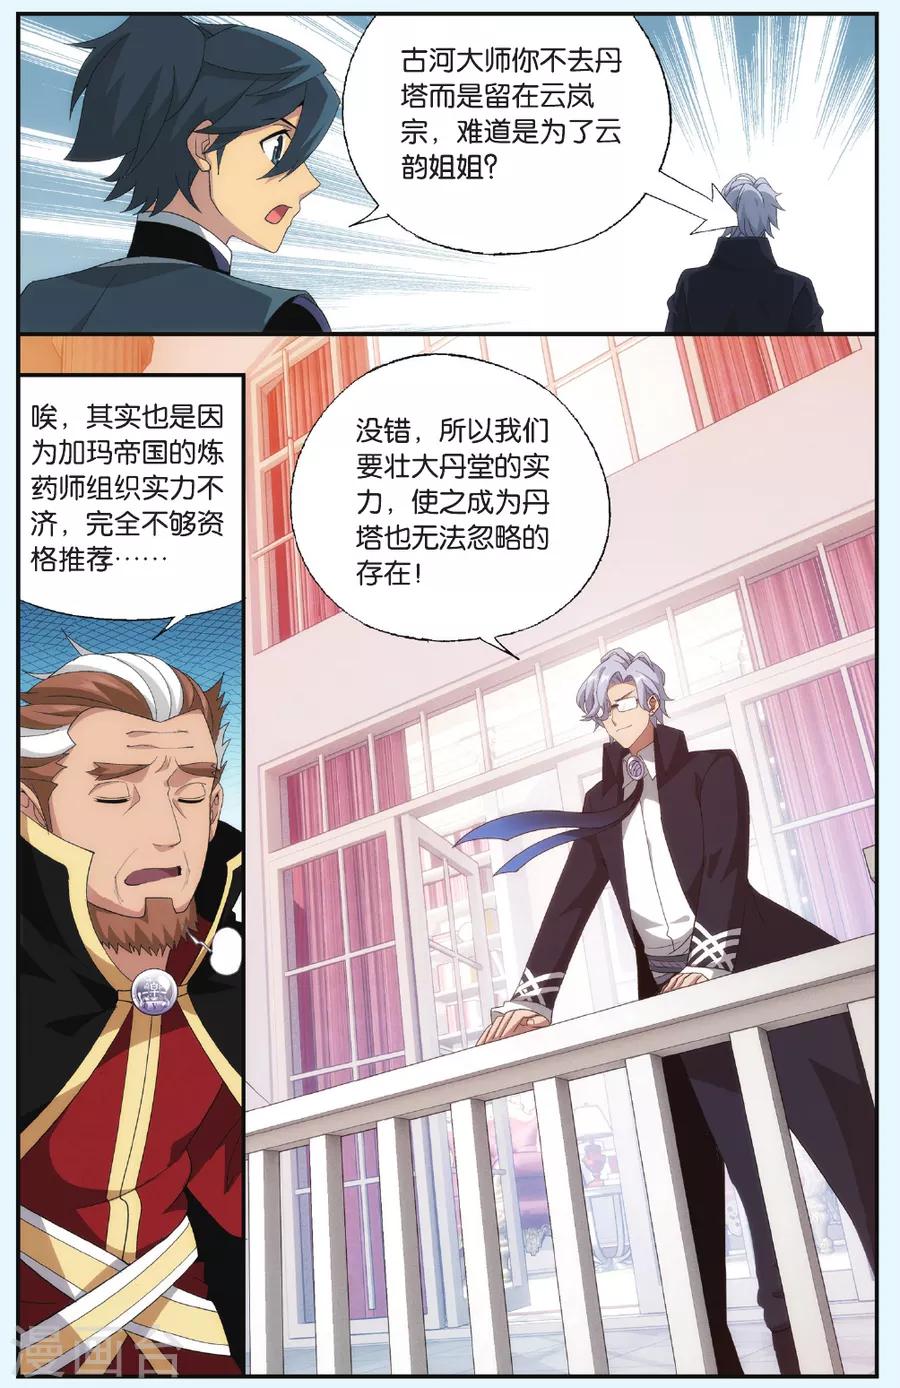 古河大师你不去丹
塔而是留在云岚
宗，难道是为了云
韵姐姐？
唉，其实也是因
为加玛帝国的炼
药师组织实力不
济，完全不够资
格推荐……
没错，所以我们
要壮大丹堂的实
力，使之成为丹
塔也无法忽略的
存在！
漫画台